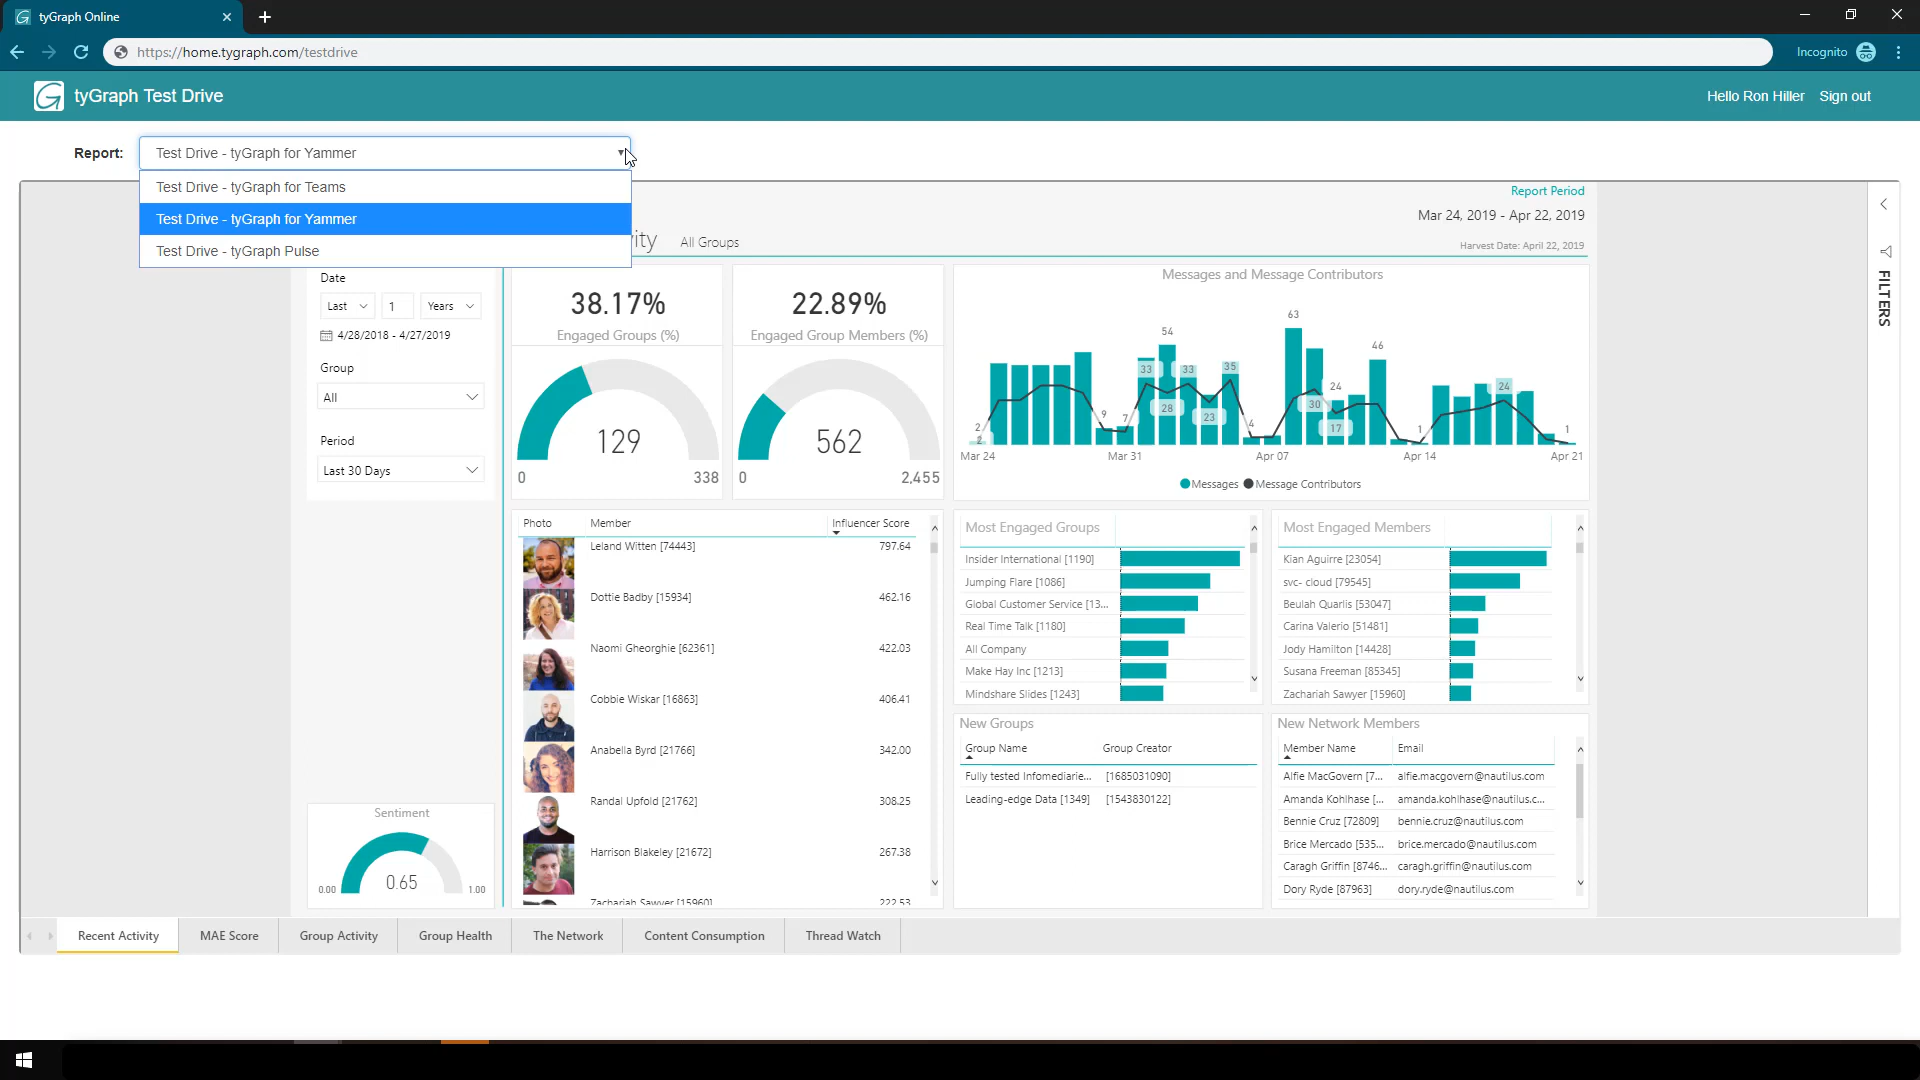 tyGraph Online
https://home.tygraph.com/testdrive
Incognito
tyGraph Test Drive
Hello Ron Hiller
Sign out
Report:
Test Drive - tyGraph for Yammer
Test Drive - tyGraph for Teams
Test Drive - tyGraph for Yammer
Test Drive - tyGraph Pulse
All Groups
Report Period
Mar 24, 2019 - Apr 22, 2019
Harvest Date: April 22, 2019
FILTERS
Date
Last
1
Years
4/28/2018 - 4/27/2019
Group
All
Period
Last 30 Days
38.17%
Engaged Groups (%)
129
0
338
22.89%
Engaged Group Members (%)
562
0
2,455
Messages and Message Contributors
2
2
9
7
33
54
28
33
23
35
4
63
30
24
17
46
1
24
1
Mar 24
Mar 31
Apr 07
Apr 14
Apr 21
Messages
Message Contributors
Photo
Member
Influencer Score
Leland Witten [74443]
797.64
Dottie Badby [15934]
462.16
Naomi Gheorghie [62361]
422.03
Cobbie Wiskar [16863]
406.41
Anabella Byrd [21766]
342.00
Randal Upfold [21762]
308.25
Harrison Blakeley [21672]
267.38
Zachariah Sawyer [15960]
222.53
Most Engaged Groups
Insider International [1190]
Jumping Flare [1086]
Global Customer Service [13...
Real Time Talk [1180]
All Company
Make Hay Inc [1213]
Mindshare Slides [1243]
Most Engaged Members
Kian Aguirre [23054]
svc- cloud [79545]
Beulah Quarlis [53047]
Carina Valerio [51481]
Jody Hamilton [14428]
Susana Freeman [85345]
Zachariah Sawyer [15960]
New Groups
Group Name
Group Creator
Fully tested Infomediarie...
[1685031090]
Leading-edge Data [1349]
[1543830122]
New Network Members
Member Name
Email
Alfie MacGovern [7...
alfie.macgovern@nautilus.com
Amanda Kohlhase [...
amanda.kohlhase@nautilus.c...
Bennie Cruz [72809]
bennie.cruz@nautilus.com
Brice Mercado [535...
brice.mercado@nautilus.com
Caragh Griffin [8746...
caragh.griffin@nautilus.com
Dory Ryde [87963]
dory.ryde@nautilus.com
Sentiment
0.65
0.00
1.00
Recent Activity
MAE Score
Group Activity
Group Health
The Network
Content Consumption
Thread Watch